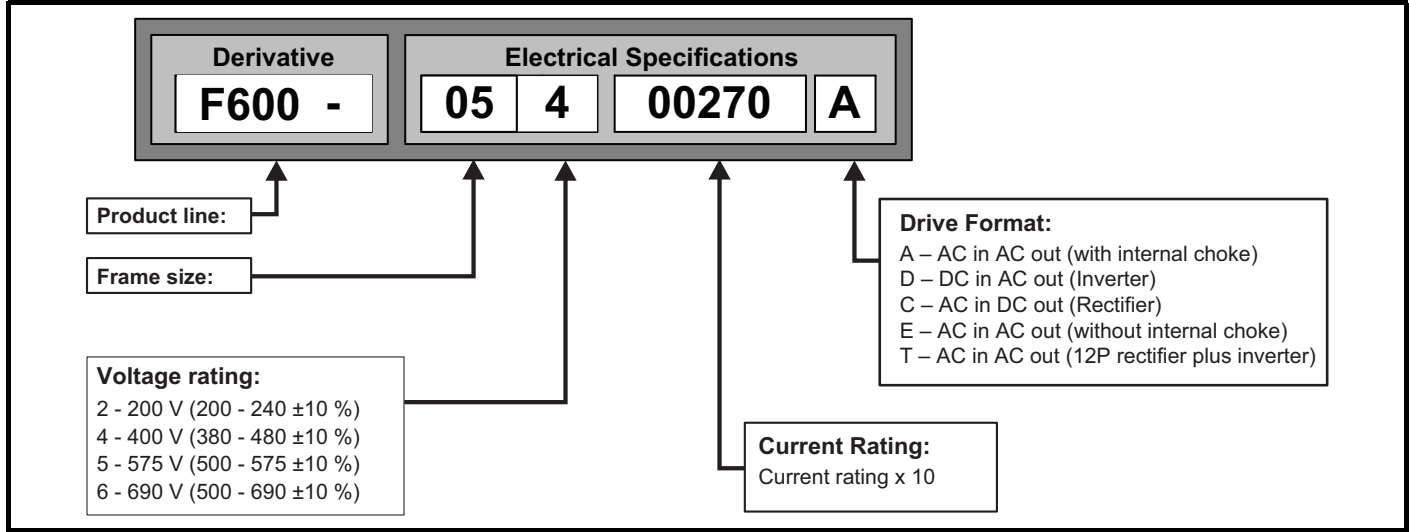 Derivative
Electrical Specifications
F600 -
05 4 00270 A
Product line:
Frame size:
Voltage rating:
2 - 200 V (200 - 240 ±10 %)
4 - 400 V (380 - 480 ±10 %)
5 - 575 V (500 - 575 ±10 %)
6 - 690 V (500 - 690 ±10 %)
Current Rating:
Current rating x 10
Drive Format:
A – AC in AC out (with internal choke)
D – DC in AC out (Inverter)
C – AC in DC out (Rectifier)
E – AC in AC out (without internal choke)
T – AC in AC out (12P rectifier plus inverter)